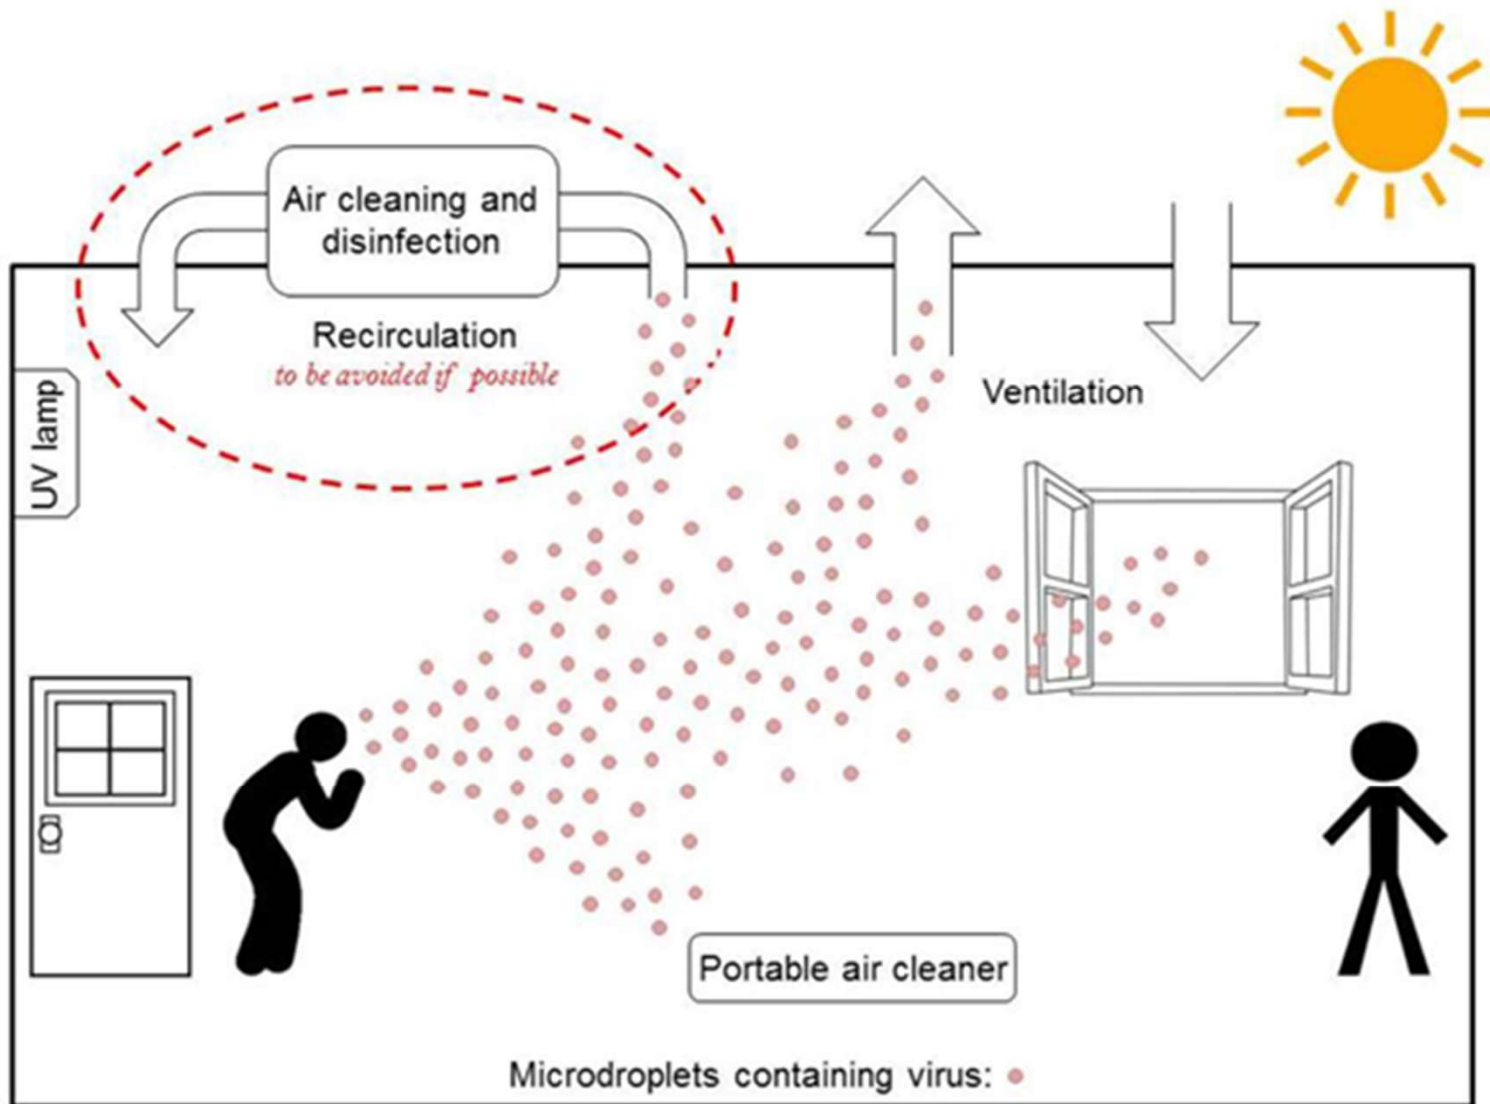 Air cleaning and
disinfection
Recirculation
to be avoided if possible
UV lamp
Ventilation
Portable air cleaner
Microdroplets containing virus: